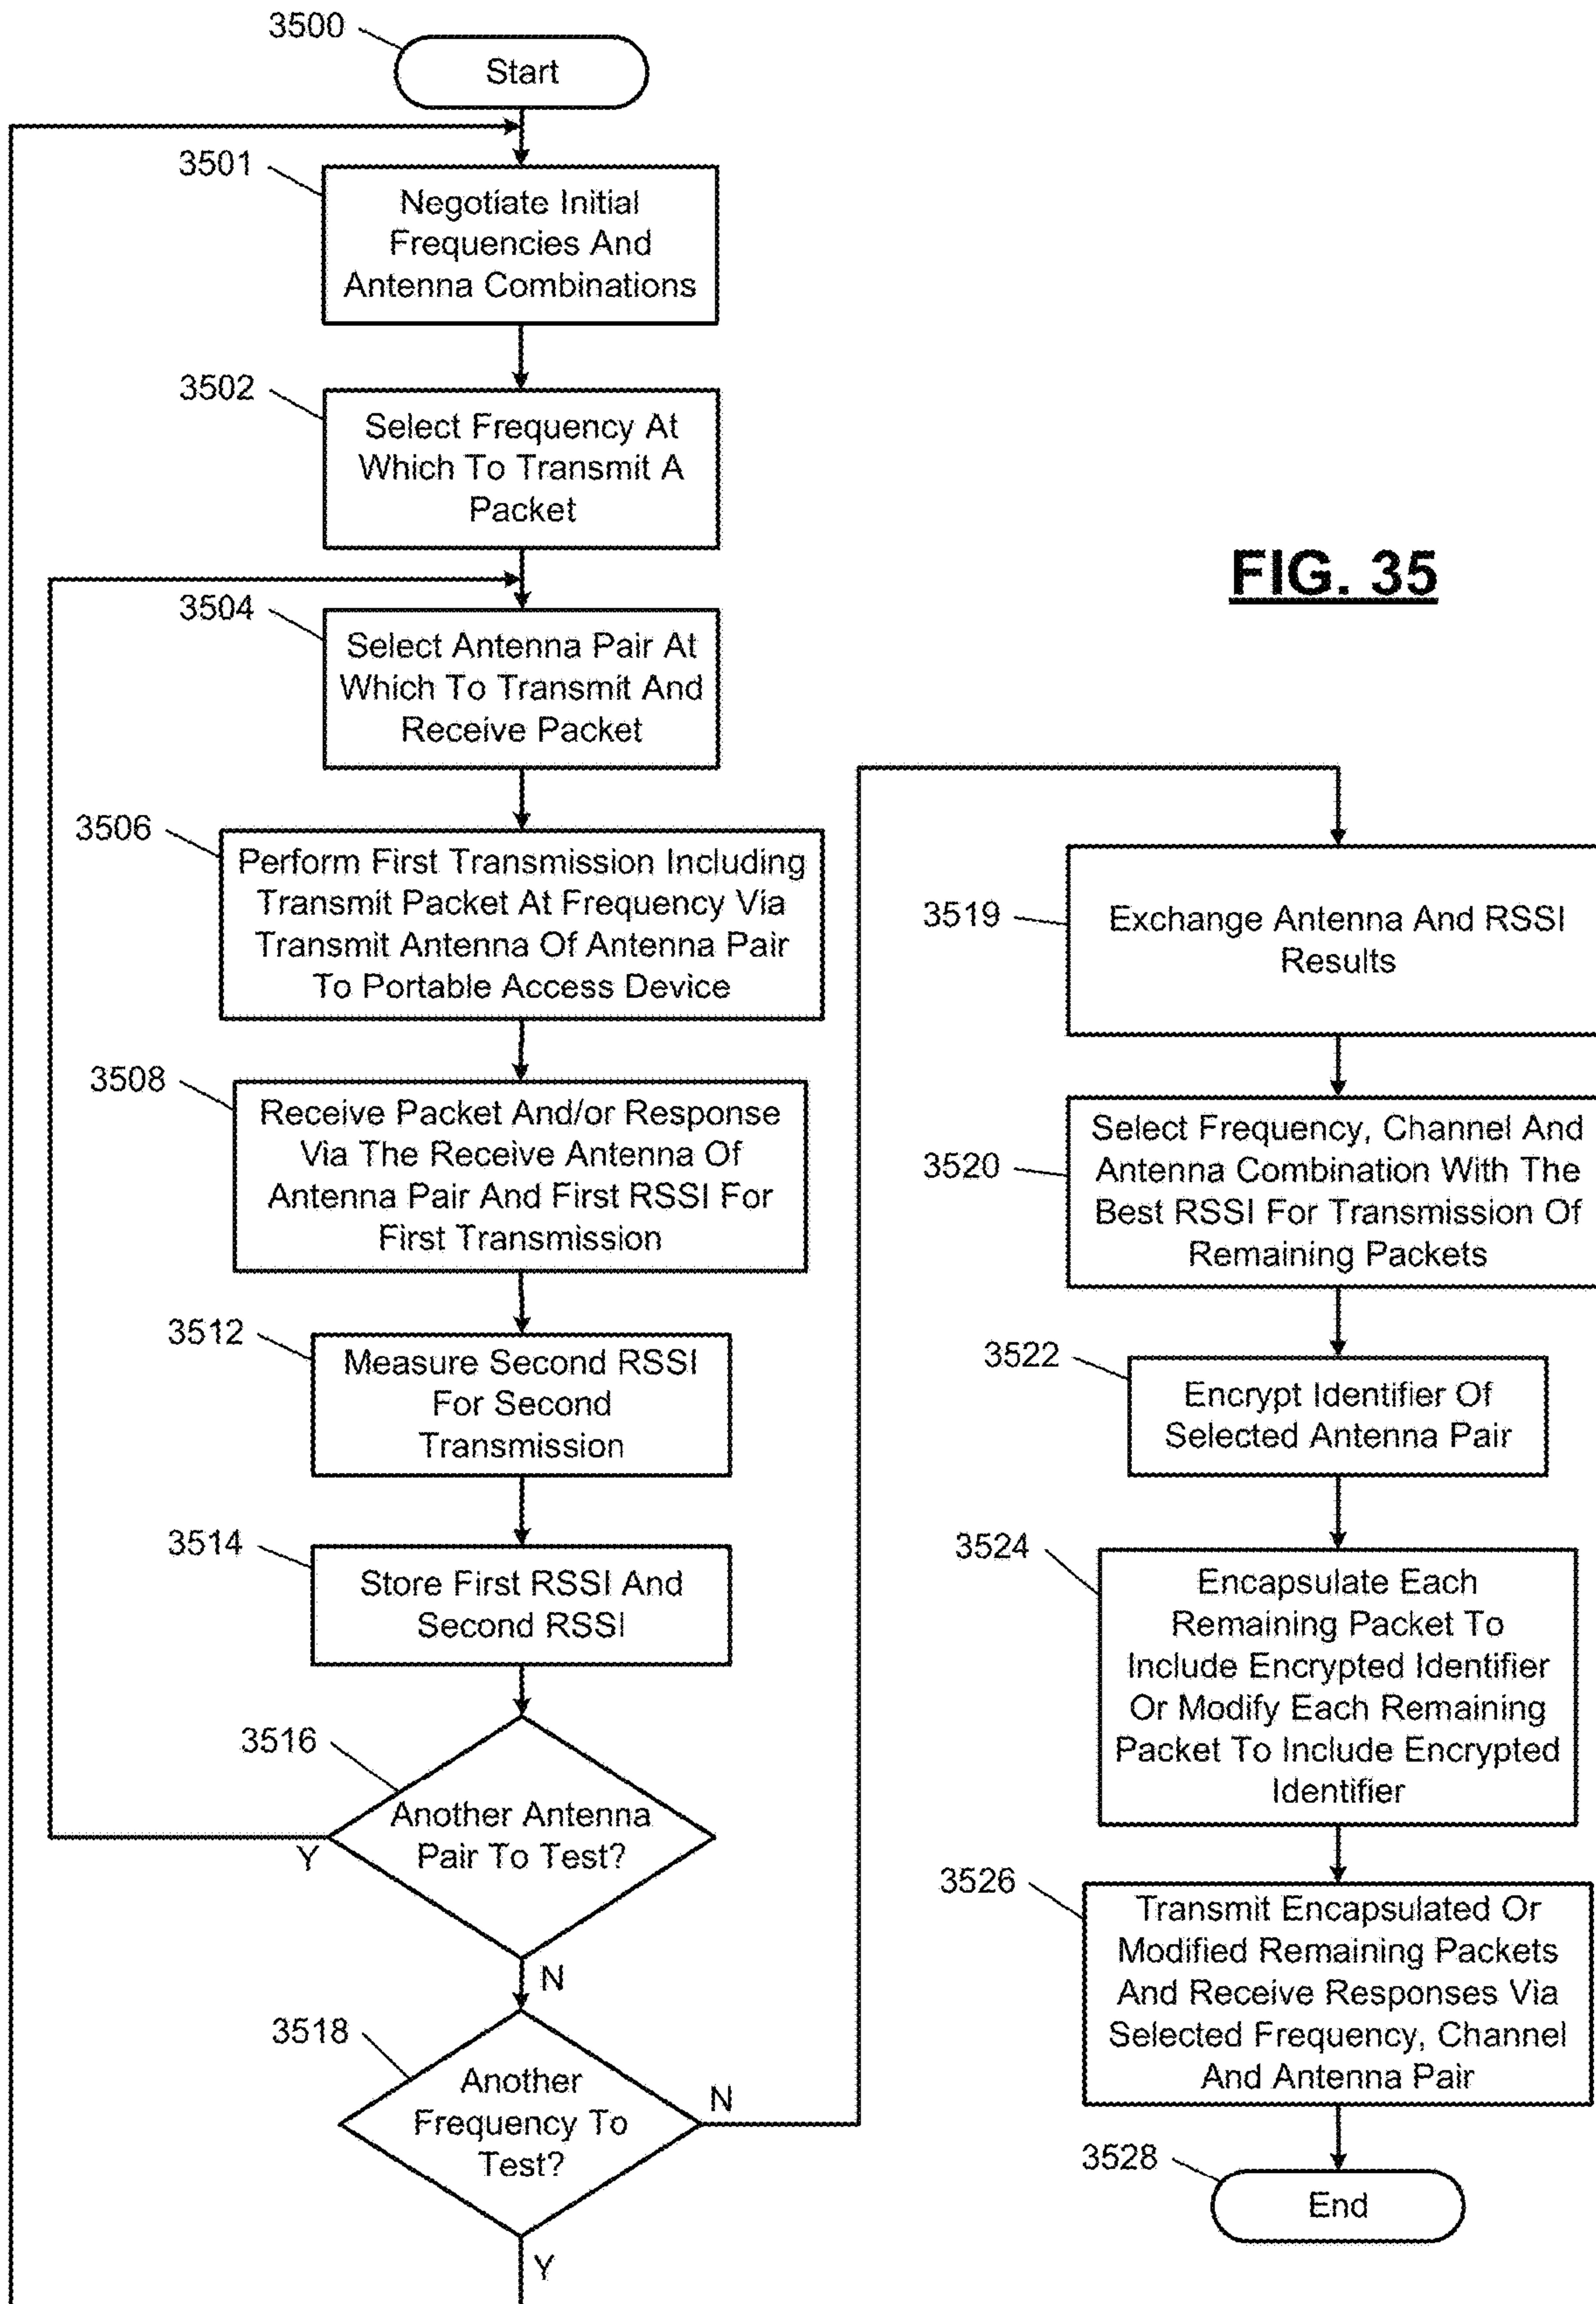 3500
Start
3501
Negotiate Initial
Frequencies And
Antenna Combinations
3502
Select Frequency At
Which To Transmit A
Packet
FIG. 35
3504
Select Antenna Pair At
Which To Transmit And
Receive Packet
3506
Perform First Transmission Including
Transmit Packet At Frequency Via
Transmit Antenna Of Antenna Pair
To Portable Access Device
3508
Receive Packet And/or Response
Via The Receive Antenna Of
Antenna Pair And First RSSI For
First Transmission
3512
Measure Second RSSI
For Second
Transmission
3514
Store First RSSI And
Second RSSI
3516
Another Antenna
Pair To Test?
Y
N
3518
Another
Frequency To
Test?
N
Y
3519
Exchange Antenna And RSSI
Results
3520
Select Frequency, Channel And
Antenna Combination With The
Best RSSI For Transmission Of
Remaining Packets
3522
Encrypt Identifier Of
Selected Antenna Pair
3524
Encapsulate Each
Remaining Packet To
Include Encrypted Identifier
Or Modify Each Remaining
Packet To Include Encrypted
Identifier
3526
Transmit Encapsulated Or
Modified Remaining Packets
And Receive Responses Via
Selected Frequency, Channel
And Antenna Pair
3528
End